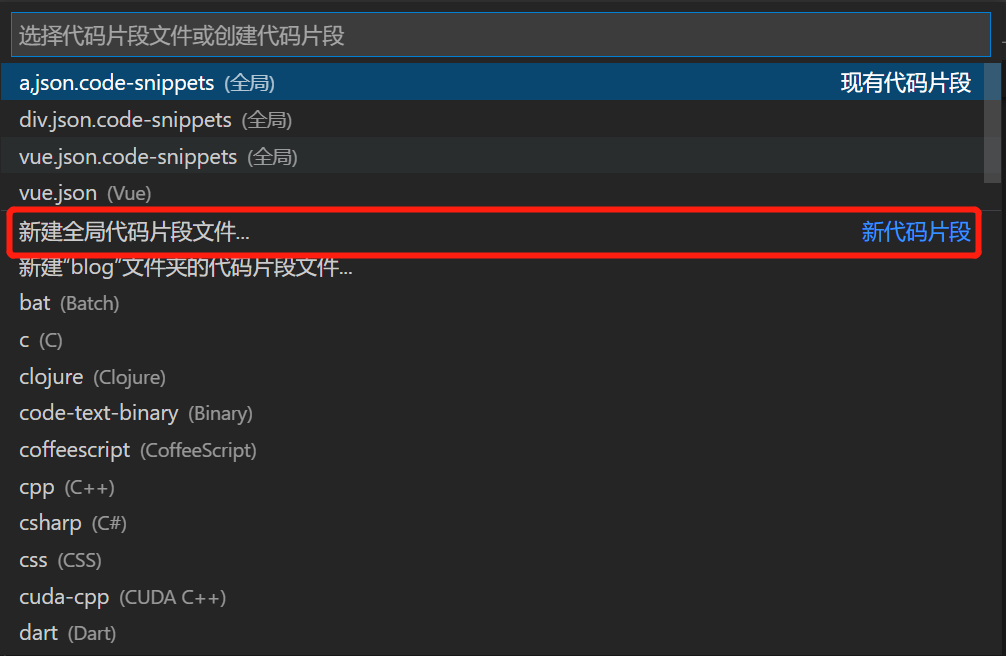 选择代码片段文件或创建代码片段
a,json.code-snippets (全局) 现有代码片段
div.json.code-snippets (全局)
vue.json.code-snippets (全局)
vue.json (Vue)
新建全局代码片段文件... 新代码片段
新建“blog”文件夹的代码片段文件...
bat (Batch)
c (C)
clojure (Clojure)
code-text-binary (Binary)
coffeescript (CoffeeScript)
cpp (C++)
csharp (C#)
css (CSS)
cuda-cpp (CUDA C++)
dart (Dart)